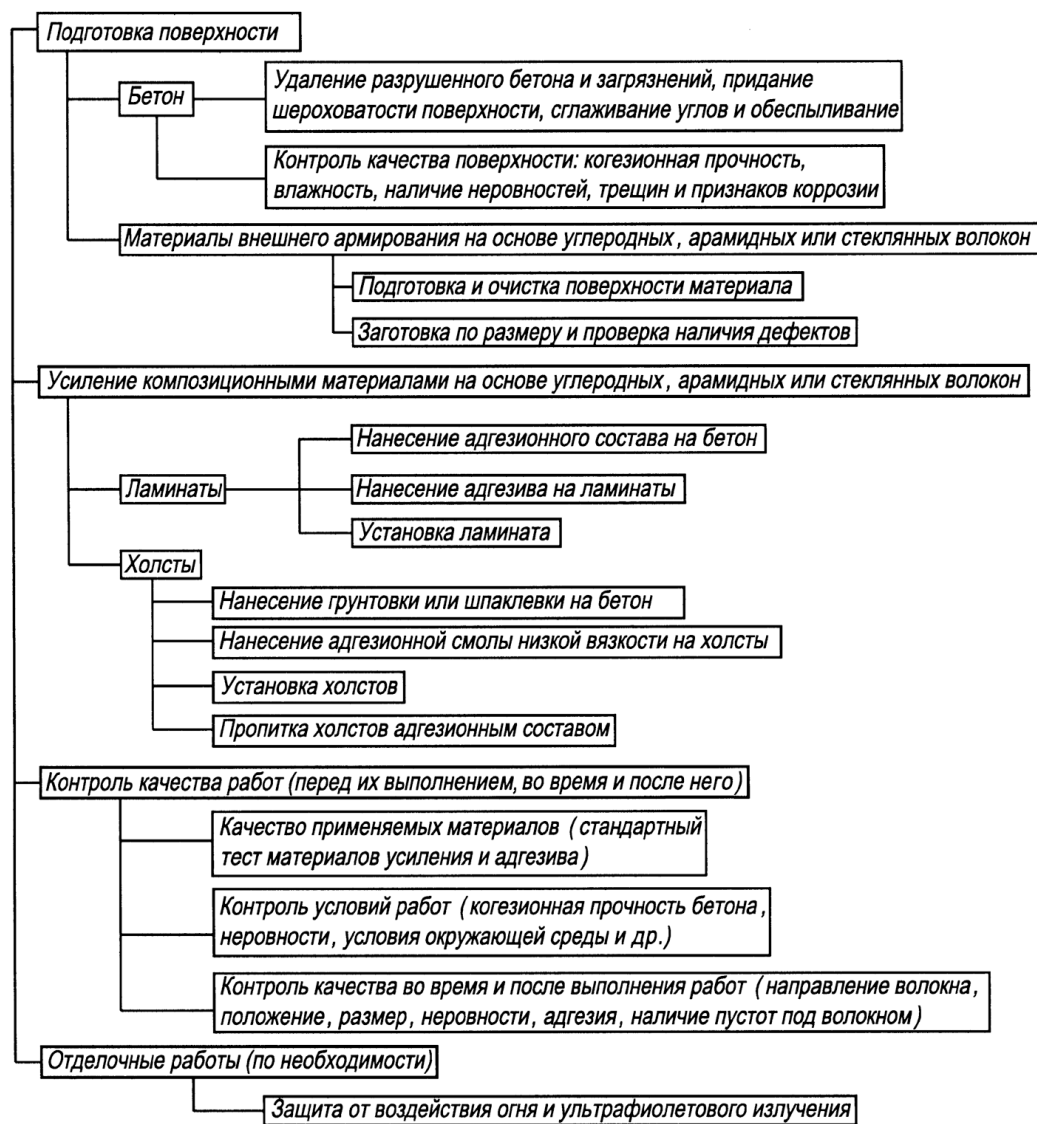 Подготовка поверхности
Бетон
Удаление разрушенного бетона и загрязнений, придание
шероховатости поверхности, сглаживание углов и обеспыливание
Контроль качества поверхности: когезионная прочность,
влажность, наличие неровностей, трещин и признаков коррозии
Материалы внешнего армирования на основе углеродных, арамидных или стеклянных волокон
Подготовка и очистка поверхности материала
Заготовка по размеру и проверка наличия дефектов
Усиление композиционными материалами на основе углеродных, арамидных или стеклянных волокон
Нанесение адгезионного состава на бетон
Ламинаты
Нанесение адгезива на ламинаты
Установка ламината
Холсты
Нанесение грунтовки или шпаклевки на бетон
Нанесение адгезионной смолы низкой вязкости на холсты
Установка холстов
Пропитка холстов адгезионным составом
Контроль качества работ (перед их выполнением, во время и после него)
Качество применяемых материалов (стандартный
тест материалов усиления и адгезива)
Контроль условий работ (когезионная прочность бетона,
неровности, условия окружающей среды и др.)
Контроль качества во время и после выполнения работ (направление волокна,
положение, размер, неровности, адгезия, наличие пустот под волокном)
Отделочные работы (по необходимости)
Защита от воздействия огня и ультрафиолетового излучения